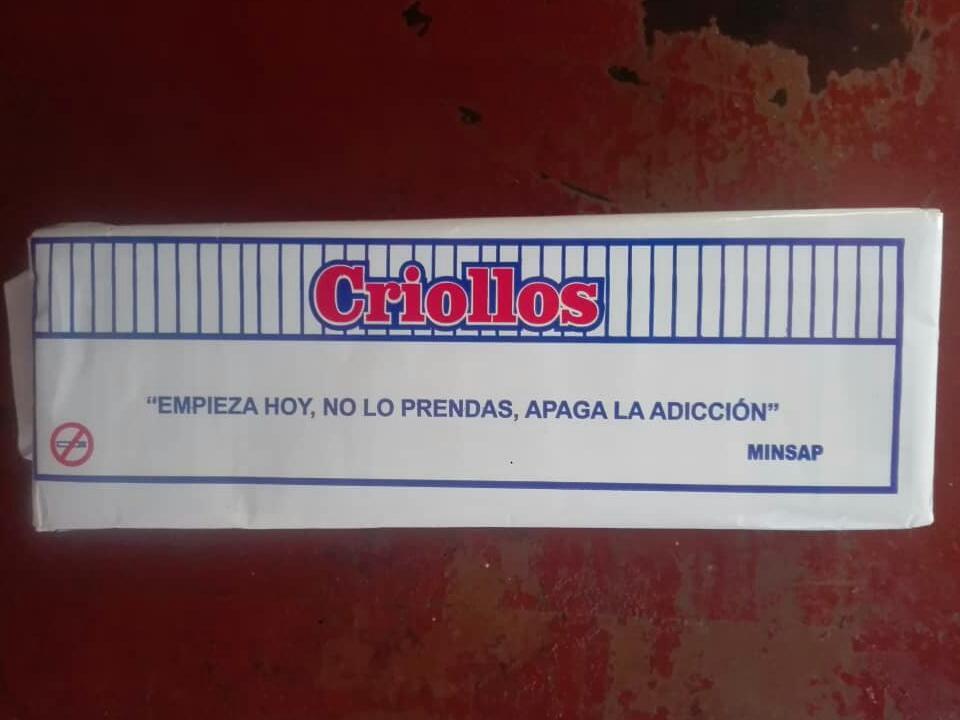 Criollos
“EMPIEZA HOY, NO LO PRENDAS, APAGA LA ADICCIÓN”
MINSAP